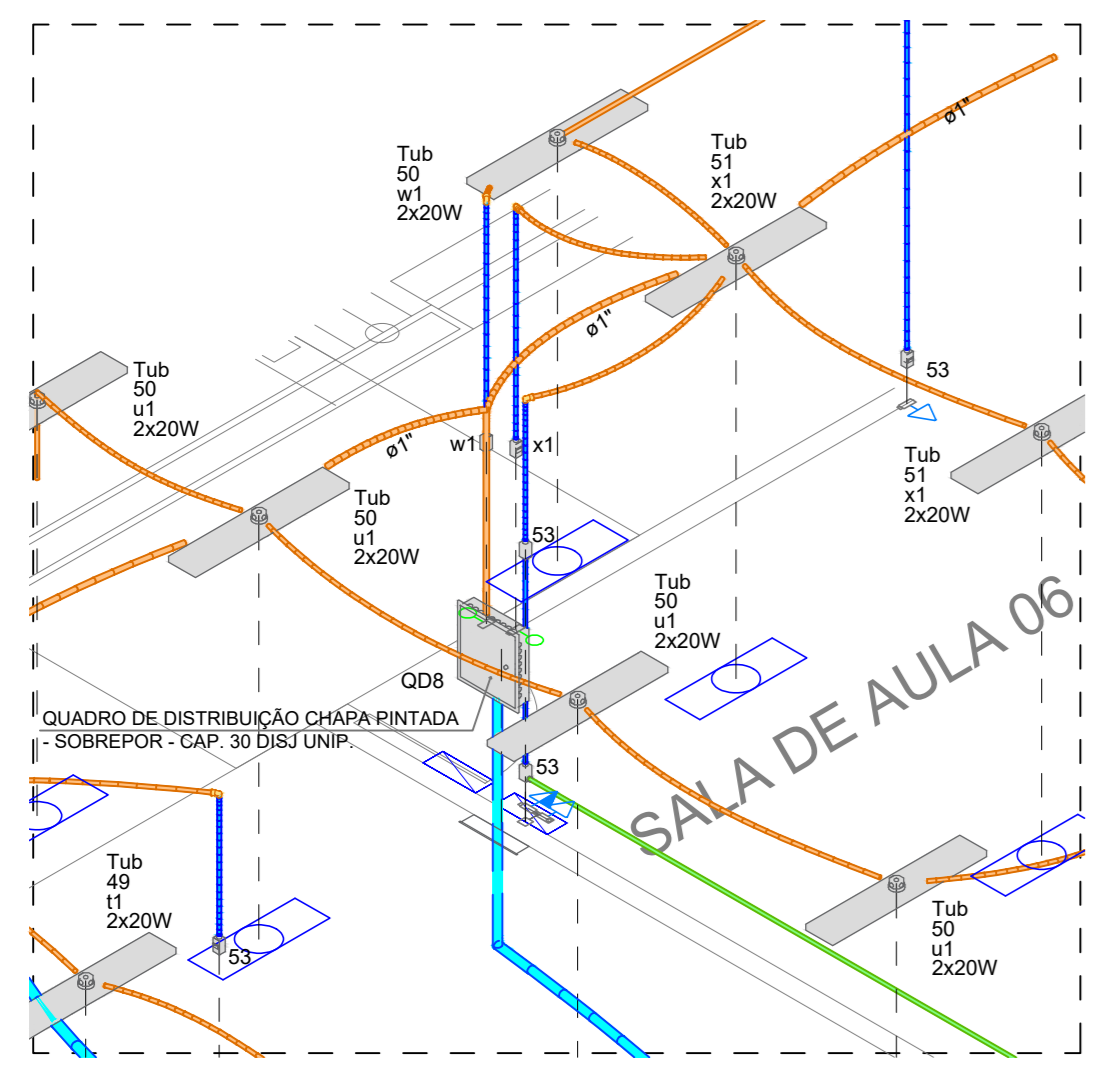 ø1"
Tub
50
w1
2x20W
Tub
51
x1
2x20W
ø1"
53
Tub
50
u1
2x20W
ø1"
w1
x1
Tub
51
x1
2x20W
Tub
50
u1
2x20W
53
Tub
50
u1
2x20W
SALA DE AULA 06
QD8
QUADRO DE DISTRIBUIÇÃO CHAPA PINTADA
- SOBREPOR - CAP. 30 DISJ UNIP.
53
Tub
49
t1
2x20W
53
Tub
50
u1
2x20W